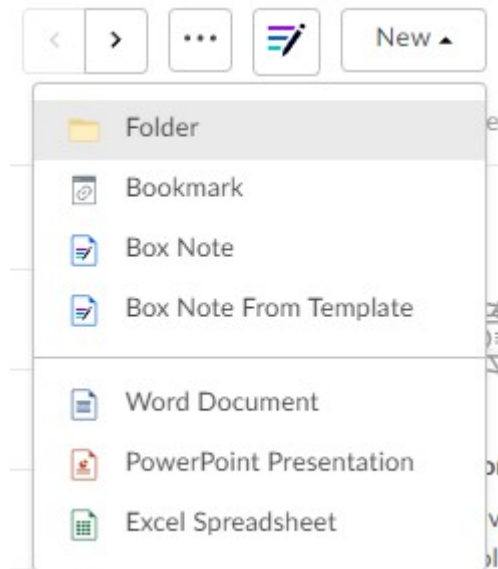 New
Folder
Bookmark
Box Note
Box Note From Template
Word Document
PowerPoint Presentation
Excel Spreadsheet